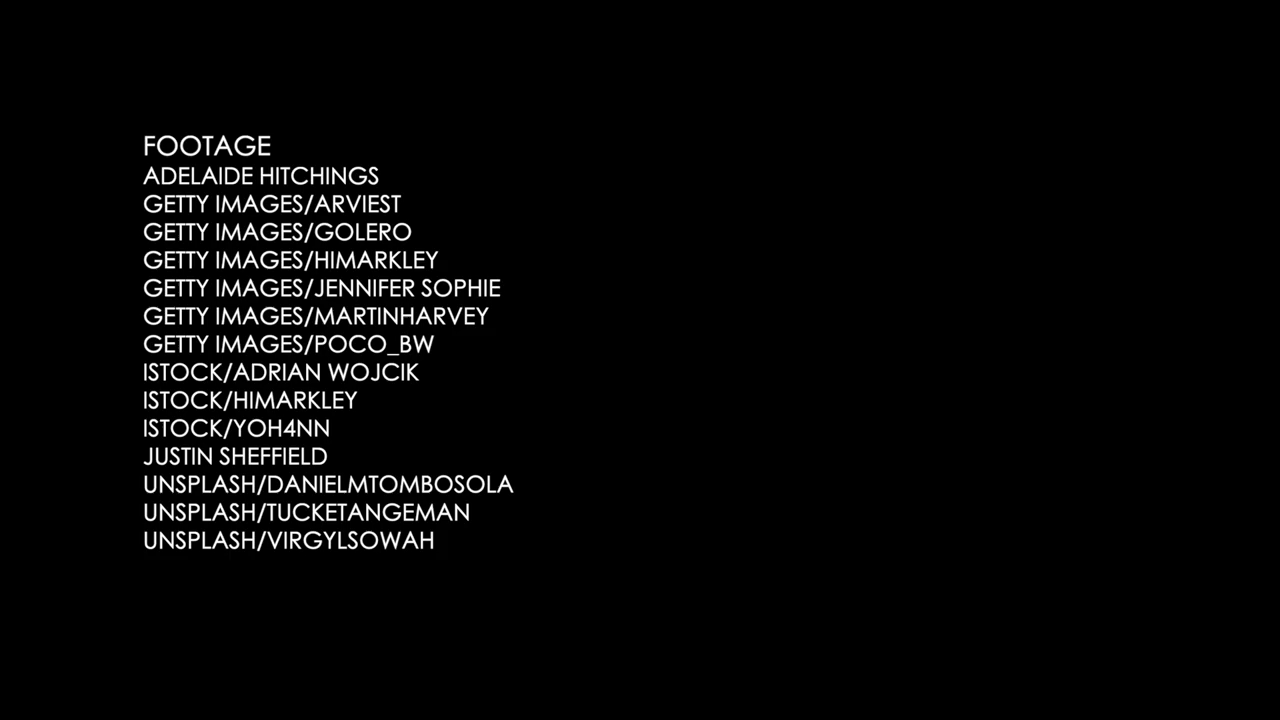 FOOTAGE
ADELAIDE HITCHINGS
GETTY IMAGES/ARVIEST
GETTY IMAGES/GOLERO
GETTY IMAGES/HIMARKLEY
GETTY IMAGES/JENNIFER SOPHIE
GETTY IMAGES/MARTINHARVEY
GETTY IMAGES/POCO_BW
ISTOCK/ADRIAN WOJCIK
ISTOCK/HIMARKLEY
ISTOCK/YOH4NN
JUSTIN SHEFFIELD
UNSPLASH/DANIELMTOMBOSOLA
UNSPLASH/TUCKETANGEMAN
UNSPLASH/VIRGYLSOWAH